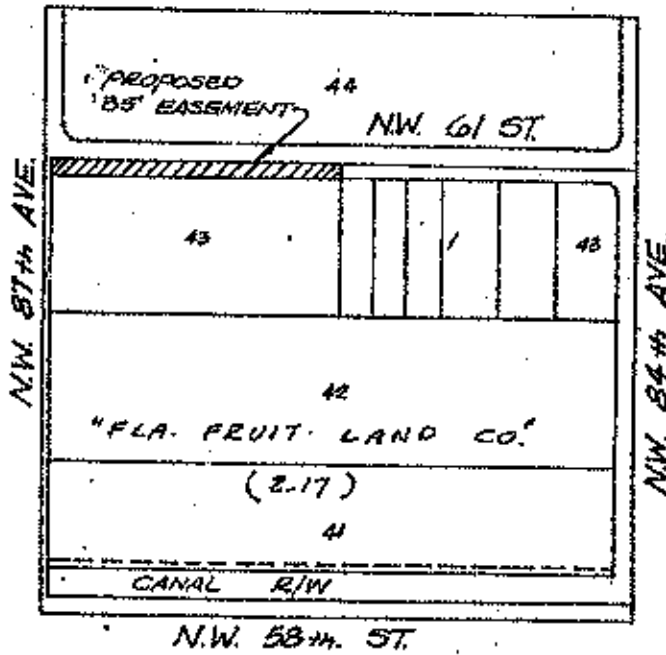 "PROPOSED
35' EASEMENT
44
N.W. 61 ST.
N.W. 87th AVE.
43
1
43
N.W. 84th AVE.
42
"FLA. FRUIT LAND CO."
(2-17)
41
CANAL R/W
N.W. 58th. ST.